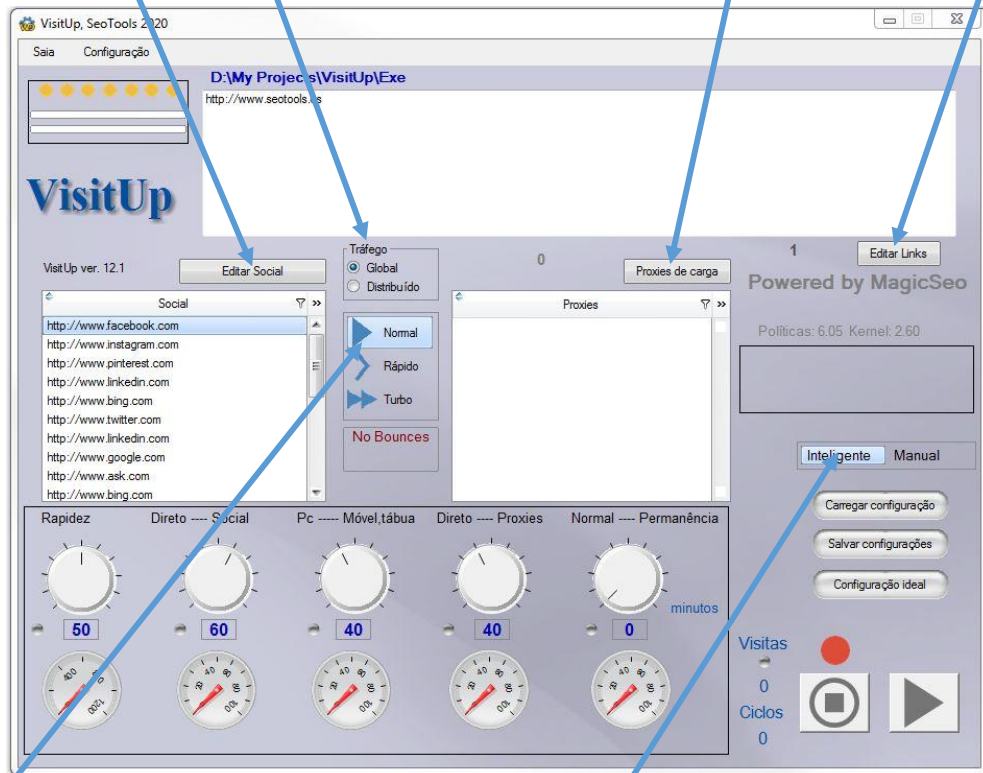 VisitUp, SeoTools 2020
Saia Configuração
D:\My Projects\VisitUp\Exe
http://www.seotools.es
VisitUp
VisitUp ver. 12.1
Editar Social
Tráfego
Global
Distribuído
0
Proxies de carga
1
Editar Links
Powered by MagicSeo
Social
http://www.facebook.com
http://www.instagram.com
http://www.pinterest.com
http://www.linkedin.com
http://www.bing.com
http://www.twitter.com
http://www.linkedin.com
http://www.google.com
http://www.ask.com
http://www.bing.com
Normal
Rápido
Turbo
No Bounces
Proxies
Políticas: 6.05 Kernel: 2.60
Inteligente Manual
Carregar configuração
Salvar configurações
Configuração ideal
Rapidez Direto ---- Social Pc ----- Móvel,tábua Direto ---- Proxies Normal ---- Permanência
minutos
50 60 40 40 0
Visitas
0
Ciclos
0